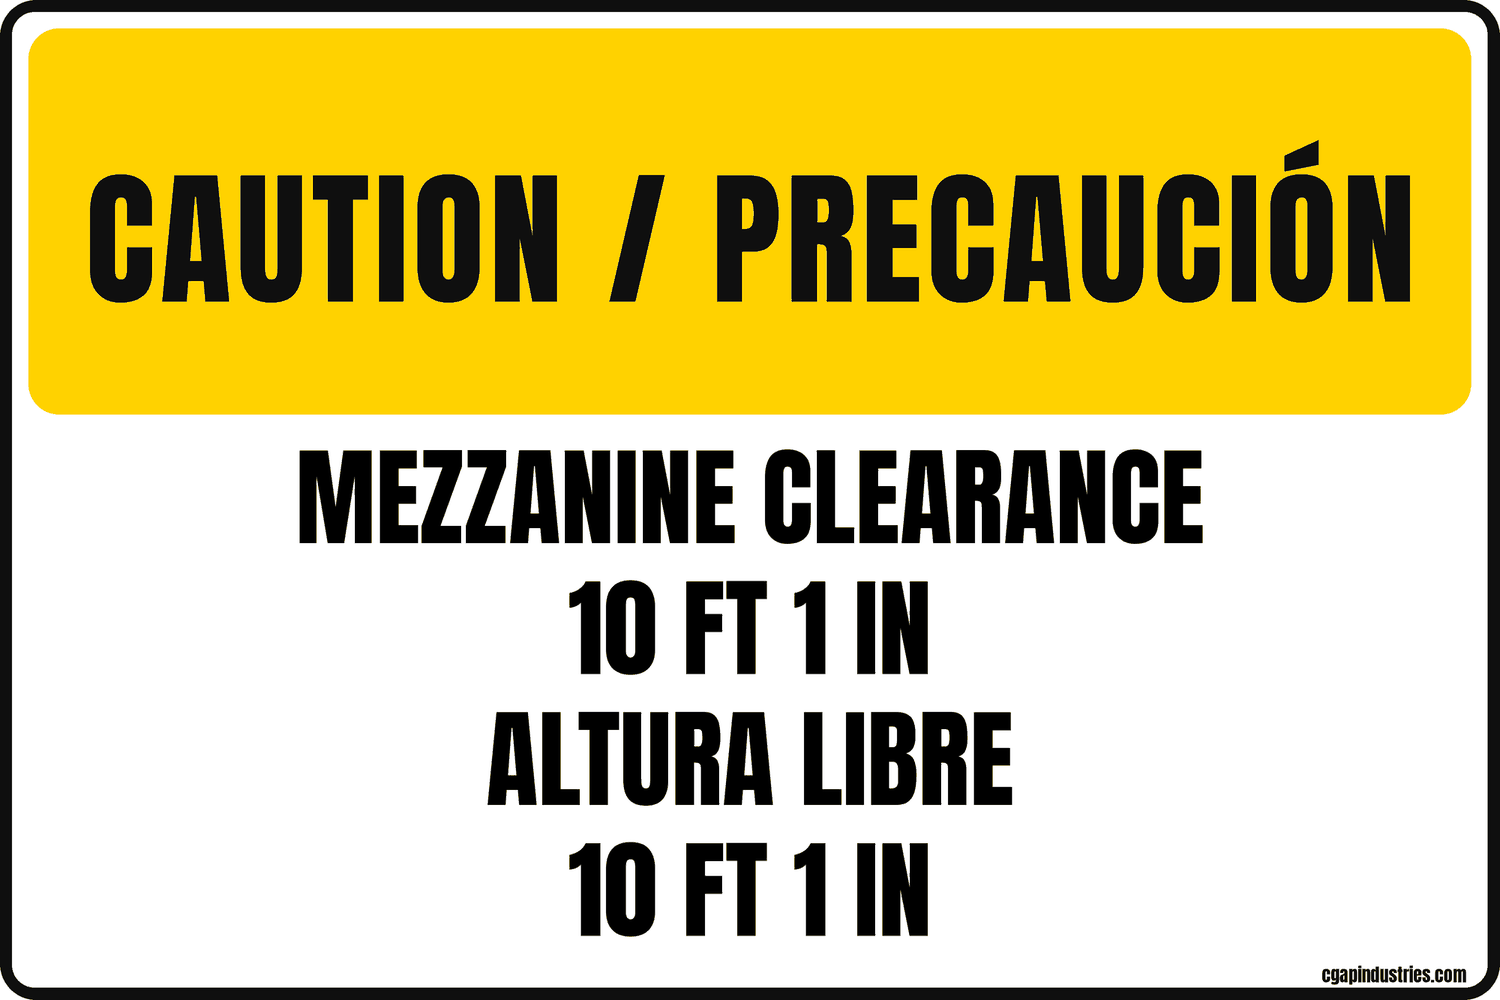 CAUTION / PRECAUCIÓN
MEZZANINE CLEARANCE
10 FT 1 IN
ALTURA LIBRE
10 FT 1 IN
cgapindustries.com